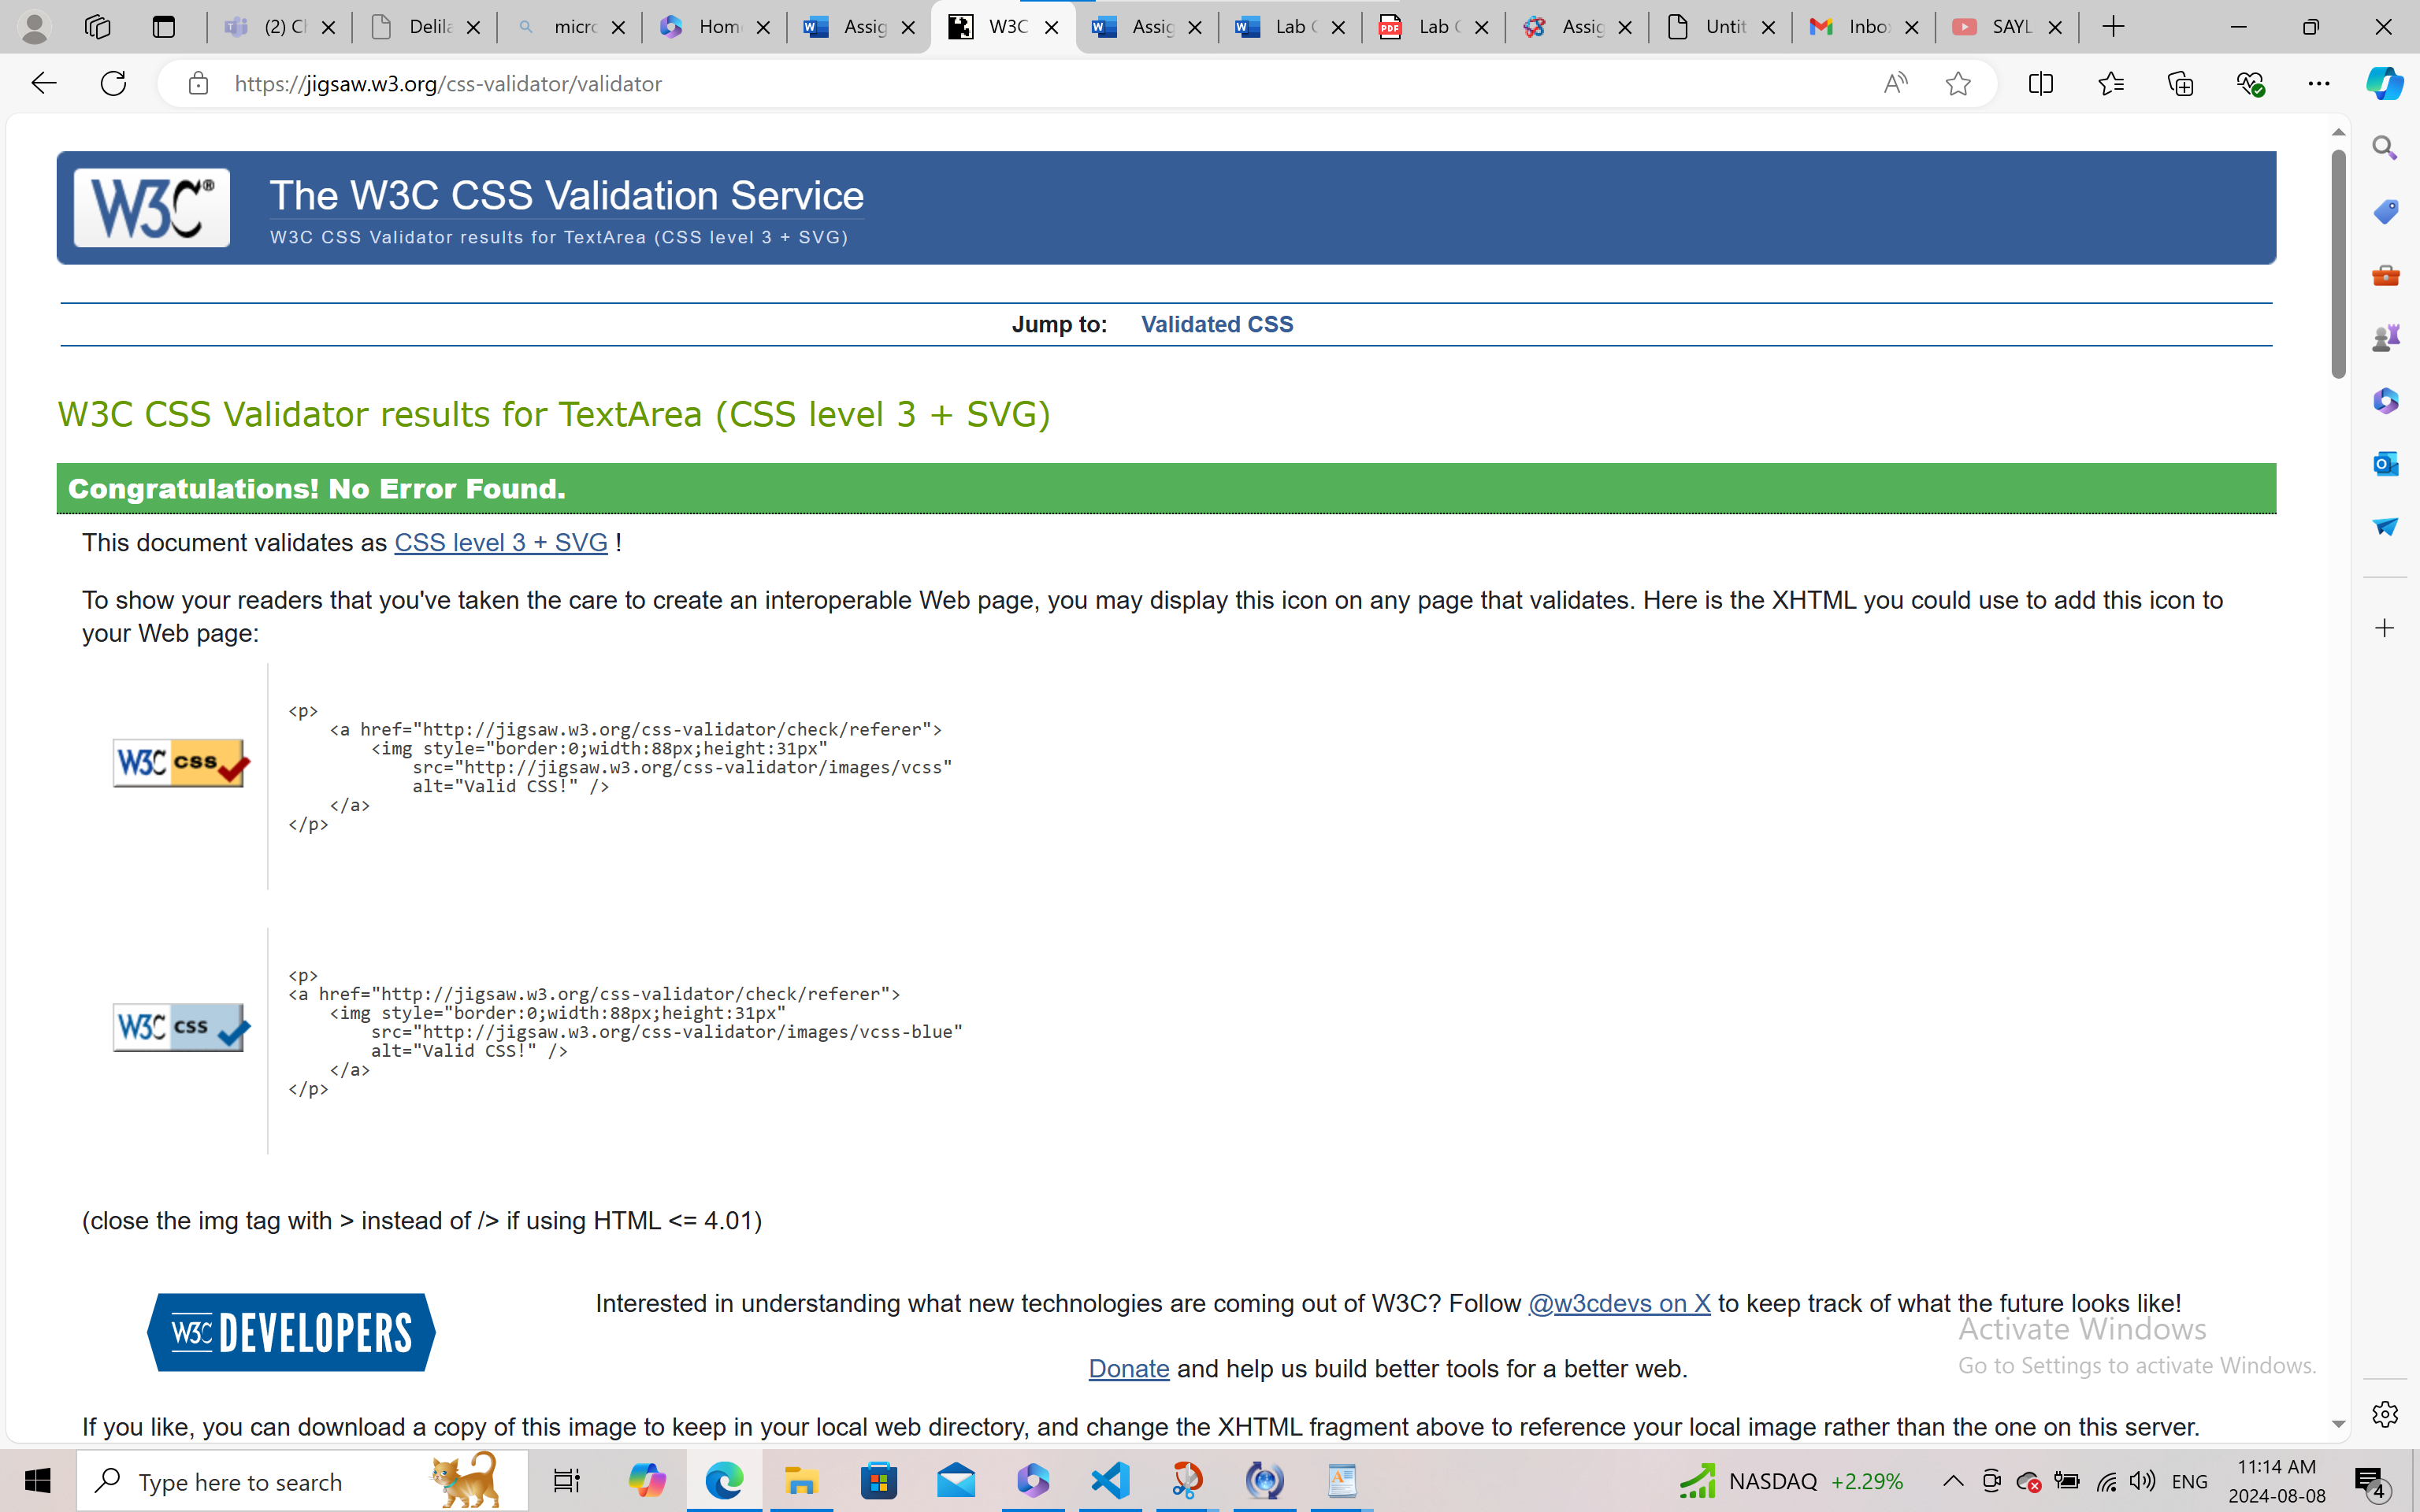 (2) Cl
Delila
micro
Hom
Assig
W3C
Assig
Lab
PDF
Lab
Assig
Untit
Inbo
SAYL
https://jigsaw.w3.org/css-validator/validator
W3C®
The W3C CSS Validation Service
W3C CSS Validator results for TextArea (CSS level 3 + SVG)
Jump to: Validated CSS
W3C CSS Validator results for TextArea (CSS level 3 + SVG)
Congratulations! No Error Found.
This document validates as CSS level 3 + SVG !
To show your readers that you've taken the care to create an interoperable Web page, you may display this icon on any page that validates. Here is the XHTML you could use to add this icon to
your Web page:
W3C css
<p>
<a href="http://jigsaw.w3.org/css-validator/check/referer">
<img style="border:0;width:88px;height:31px"
src="http://jigsaw.w3.org/css-validator/images/vcss"
alt="Valid CSS!" />
</a>
</p>
W3C css
<p>
<a href="http://jigsaw.w3.org/css-validator/check/referer">
<img style="border:0;width:88px;height:31px"
src="http://jigsaw.w3.org/css-validator/images/vcss-blue"
alt="Valid CSS!" />
</a>
</p>
(close the img tag with > instead of /> if using HTML <= 4.01)
W3C DEVELOPERS
Interested in understanding what new technologies are coming out of W3C? Follow @w3cdevs on X to keep track of what the future looks like!
Donate and help us build better tools for a better web.
Activate Windows
Go to Settings to activate Windows.
If you like, you can download a copy of this image to keep in your local web directory, and change the XHTML fragment above to reference your local image rather than the one on this server.
Type here to search
NASDAQ +2.29%
ENG
11:14 AM
2024-08-08
4